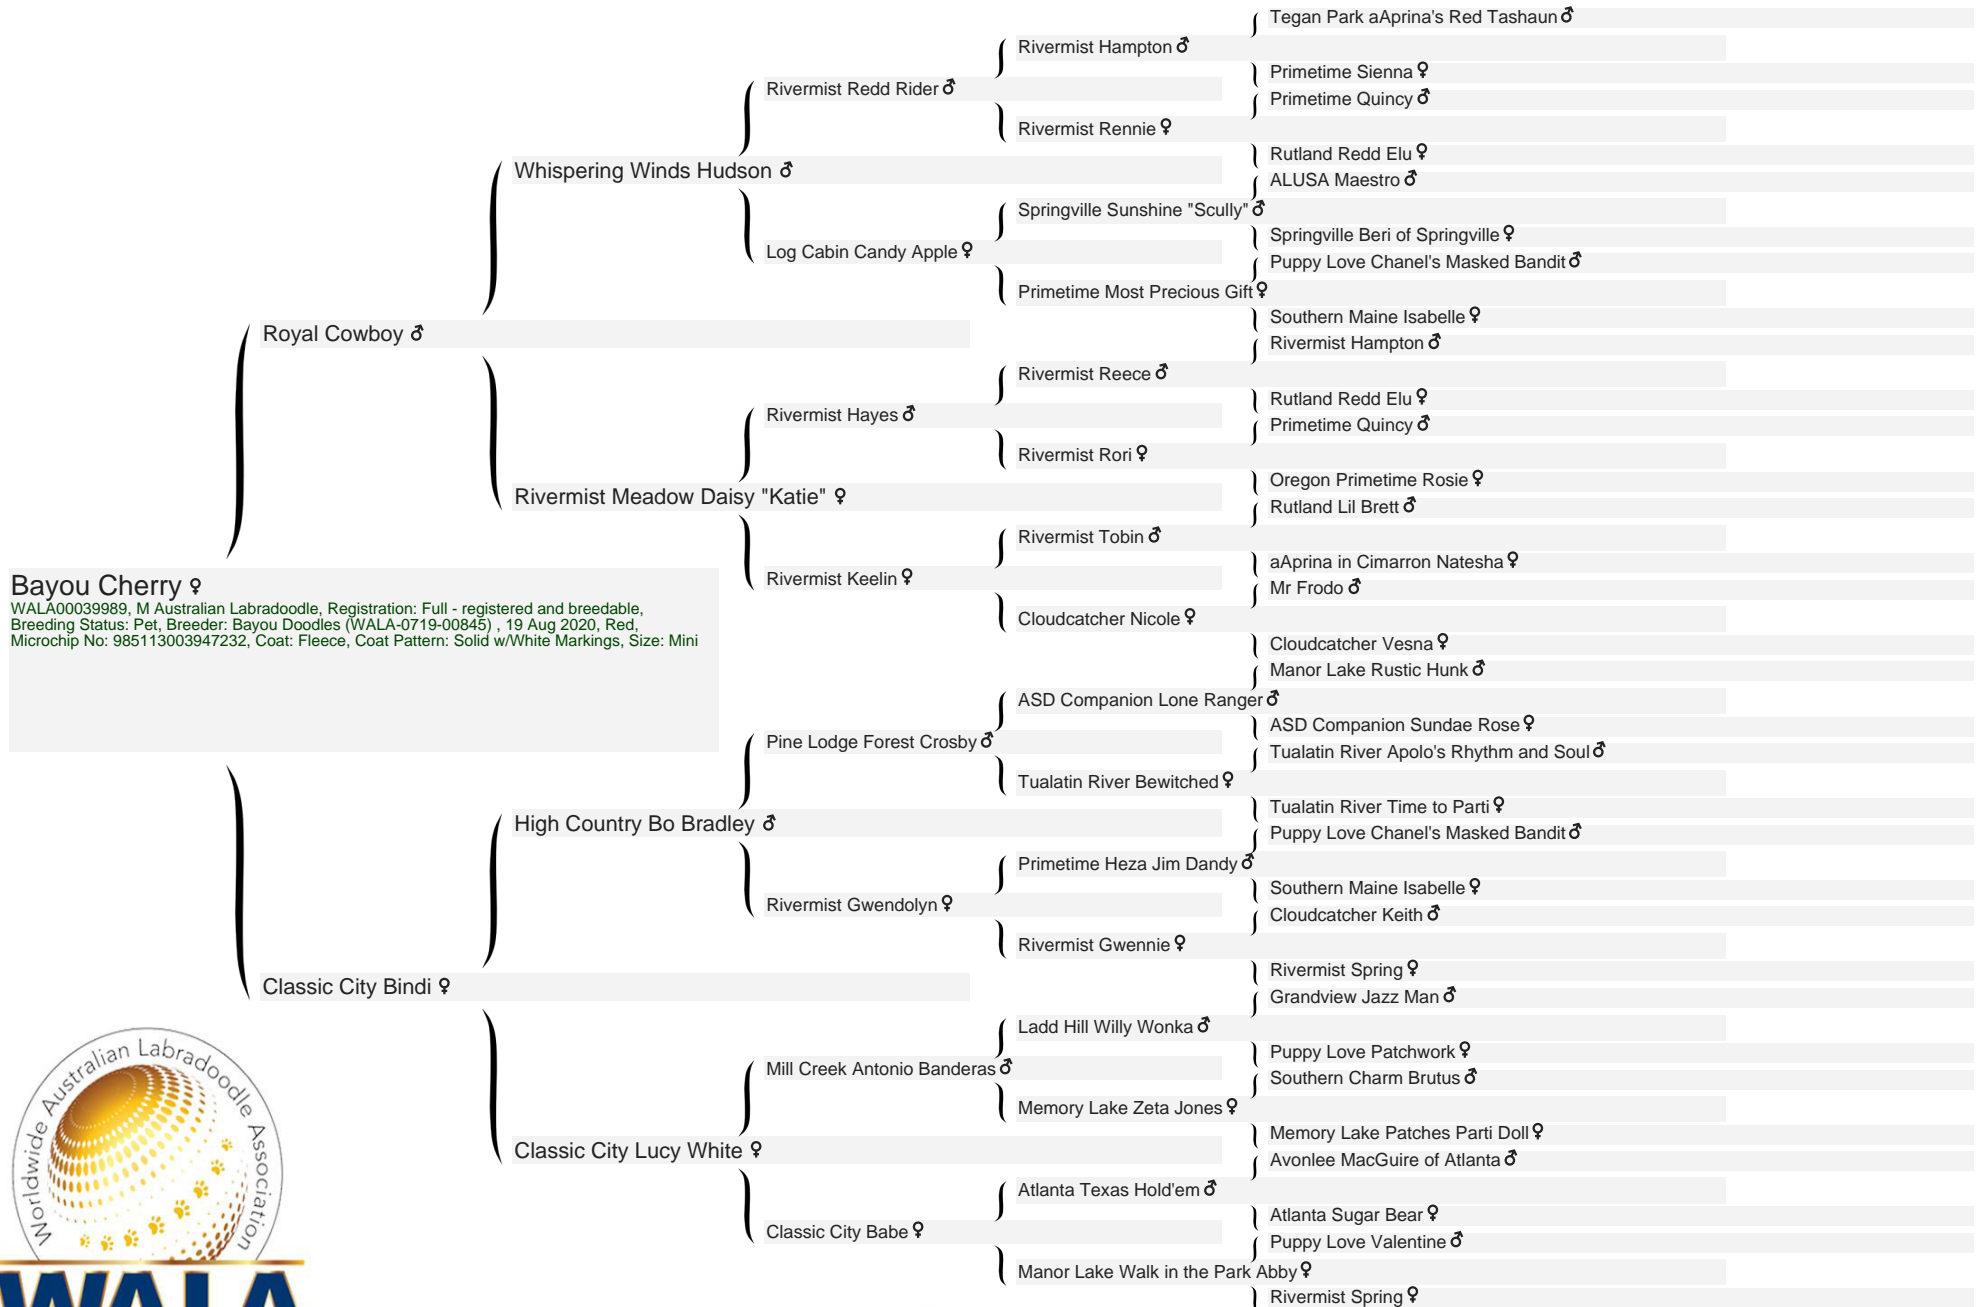 Tegan Park aAprina's Red Tashaun♂
Rivermist Hampton ♂
Primetime Sienna ♀
Rivermist Redd Rider ♂
Primetime Quincy ♂
Rivermist Rennie ♀
Rutland Redd Elu ♀
Whispering Winds Hudson ♂
ALUSA Maestro ♂
Springville Sunshine "Scully" ♂
Springville Beri of Springville ♀
Log Cabin Candy Apple ♀
Puppy Love Chanel's Masked Bandit ♂
Primetime Most Precious Gift ♀
Southern Maine Isabelle ♀
Royal Cowboy ♂
Rivermist Hampton ♂
Rivermist Reece ♂
Rutland Redd Elu ♀
Rivermist Hayes ♂
Primetime Quincy ♂
Rivermist Rori ♀
Oregon Primetime Rosie ♀
Rivermist Meadow Daisy "Katie" ♀
Rutland Lil Brett ♂
Rivermist Tobin ♂
aAprina in Cimarron Natesha ♀
Rivermist Keelin ♀
Mr Frodo ♂
Cloudcatcher Nicole ♀
Cloudcatcher Vesna ♀
Bayou Cherry ♀
WALA00039989, M Australian Labradoodle, Registration: Full - registered and breedable,
Breeding Status: Pet, Breeder: Bayou Doodles (WALA-0719-00845) , 19 Aug 2020, Red,
Microchip No: 985113003947232, Coat: Fleece, Coat Pattern: Solid w/White Markings, Size: Mini
Manor Lake Rustic Hunk ♂
ASD Companion Lone Ranger ♂
ASD Companion Sundae Rose ♀
Pine Lodge Forest Crosby ♂
Tualatin River Apolo's Rhythm and Soul ♂
Tualatin River Bewitched ♀
Tualatin River Time to Parti ♀
High Country Bo Bradley ♂
Puppy Love Chanel's Masked Bandit ♂
Primetime Heza Jim Dandy ♂
Southern Maine Isabelle ♀
Rivermist Gwendolyn ♀
Cloudcatcher Keith ♂
Rivermist Gwennie ♀
Rivermist Spring ♀
Classic City Bindi ♀
Grandview Jazz Man ♂
Ladd Hill Willy Wonka ♂
Puppy Love Patchwork ♀
Mill Creek Antonio Banderas ♂
Southern Charm Brutus ♂
Memory Lake Zeta Jones ♀
Memory Lake Patches Parti Doll ♀
Classic City Lucy White ♀
Avonlee MacGuire of Atlanta ♂
Atlanta Texas Hold'em ♂
Atlanta Sugar Bear ♀
Classic City Babe ♀
Puppy Love Valentine ♂
Manor Lake Walk in the Park Abby ♀
Rivermist Spring ♀
Worldwide Australian Labradoodle Association
WALA